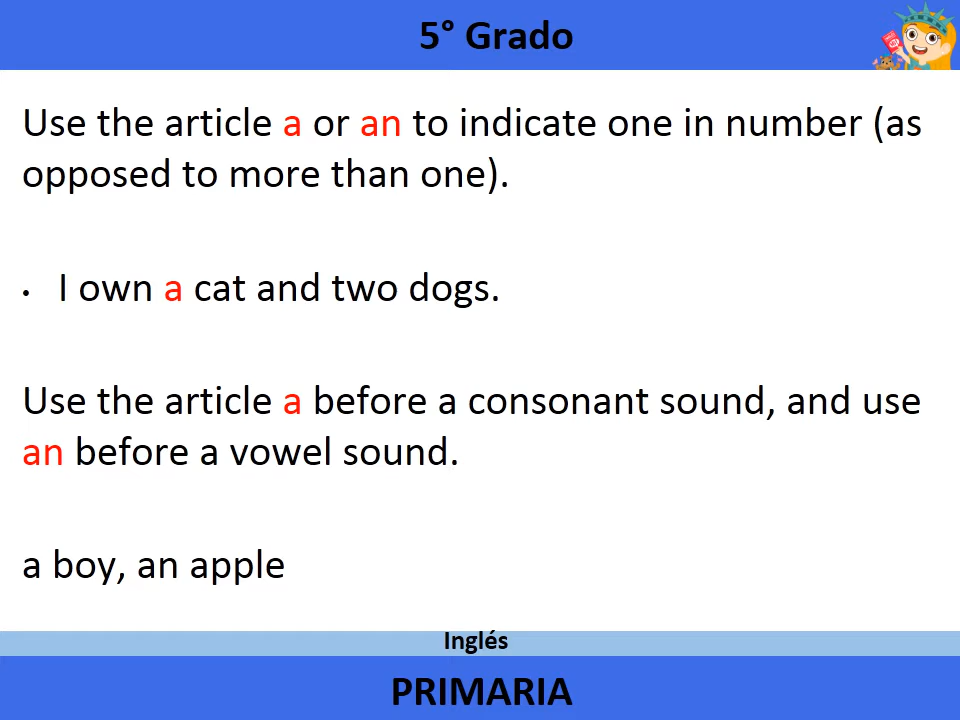 5° Grado
Use the article a or an to indicate one in number (as
opposed to more than one).
• I own a cat and two dogs.
Use the article a before a consonant sound, and use
an before a vowel sound.
a boy, an apple
Inglés
PRIMARIA